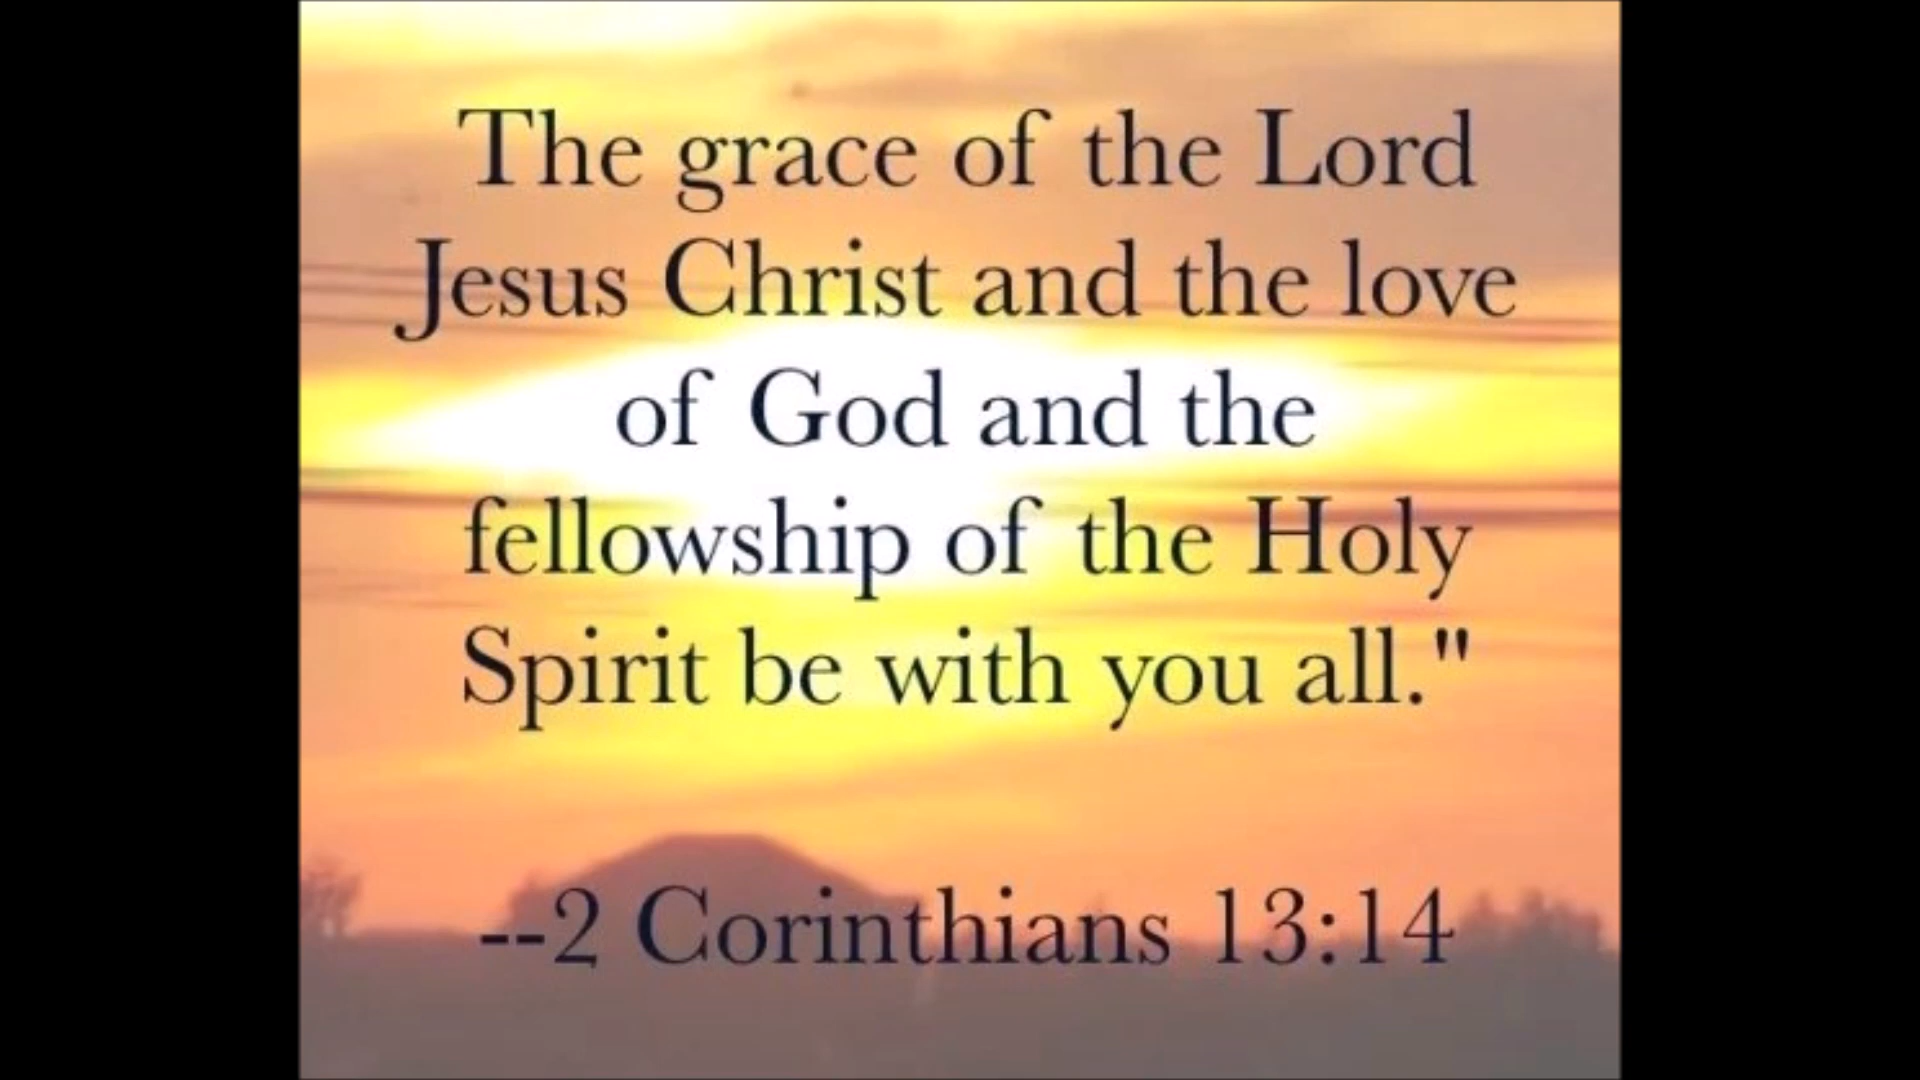 The grace of the Lord
Jesus Christ and the love
of God and the
fellowship of the Holy
Spirit be with you all."
--2 Corinthians 13:14